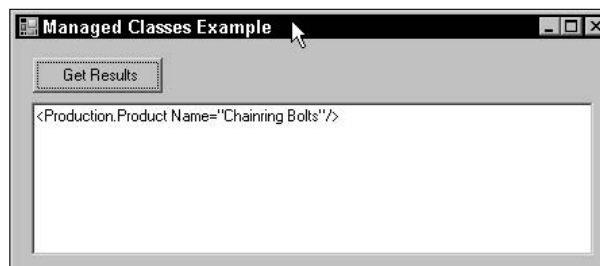 Managed Classes Example
Get Results
<Production.Product Name="Chainring Bolts"/>